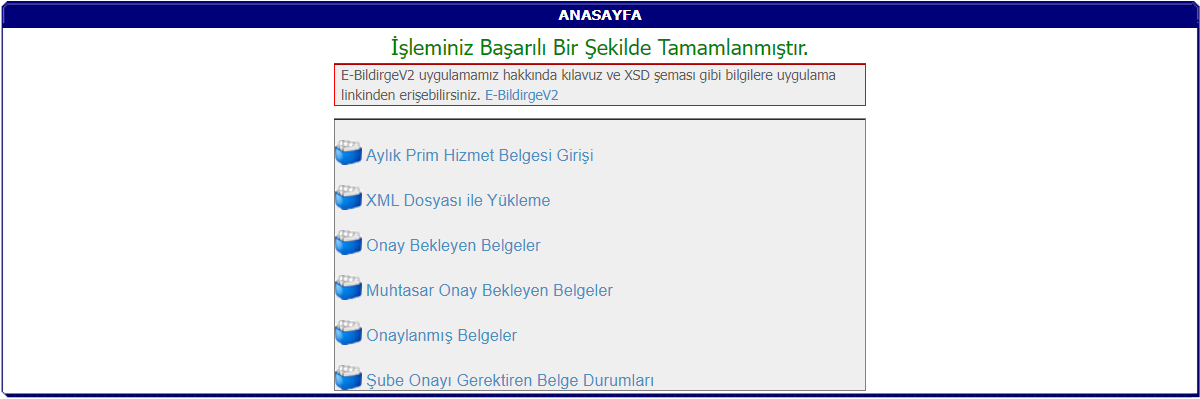 ANASAYFA
İşleminiz Başarılı Bir Şekilde Tamamlanmıştır.
E-BildirgeV2 uygulamamız hakkında kılavuz ve XSD şeması gibi bilgilere uygulama
linkinden erişebilirsiniz. E-BildirgeV2
Aylık Prim Hizmet Belgesi Girişi
XML Dosyası ile Yükleme
Onay Bekleyen Belgeler
Muhtasar Onay Bekleyen Belgeler
Onaylanmış Belgeler
Şube Onayı Gerektiren Belge Durumları